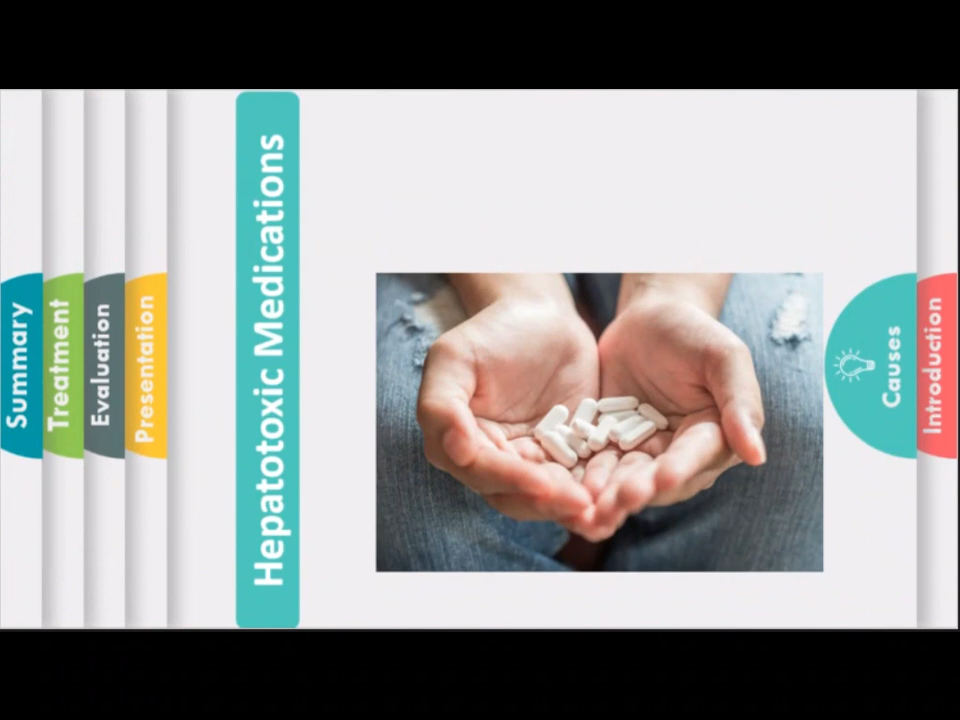 Summary
Treatment
Evaluation
Presentation
Hepatotoxic Medications
Causes
Introduction